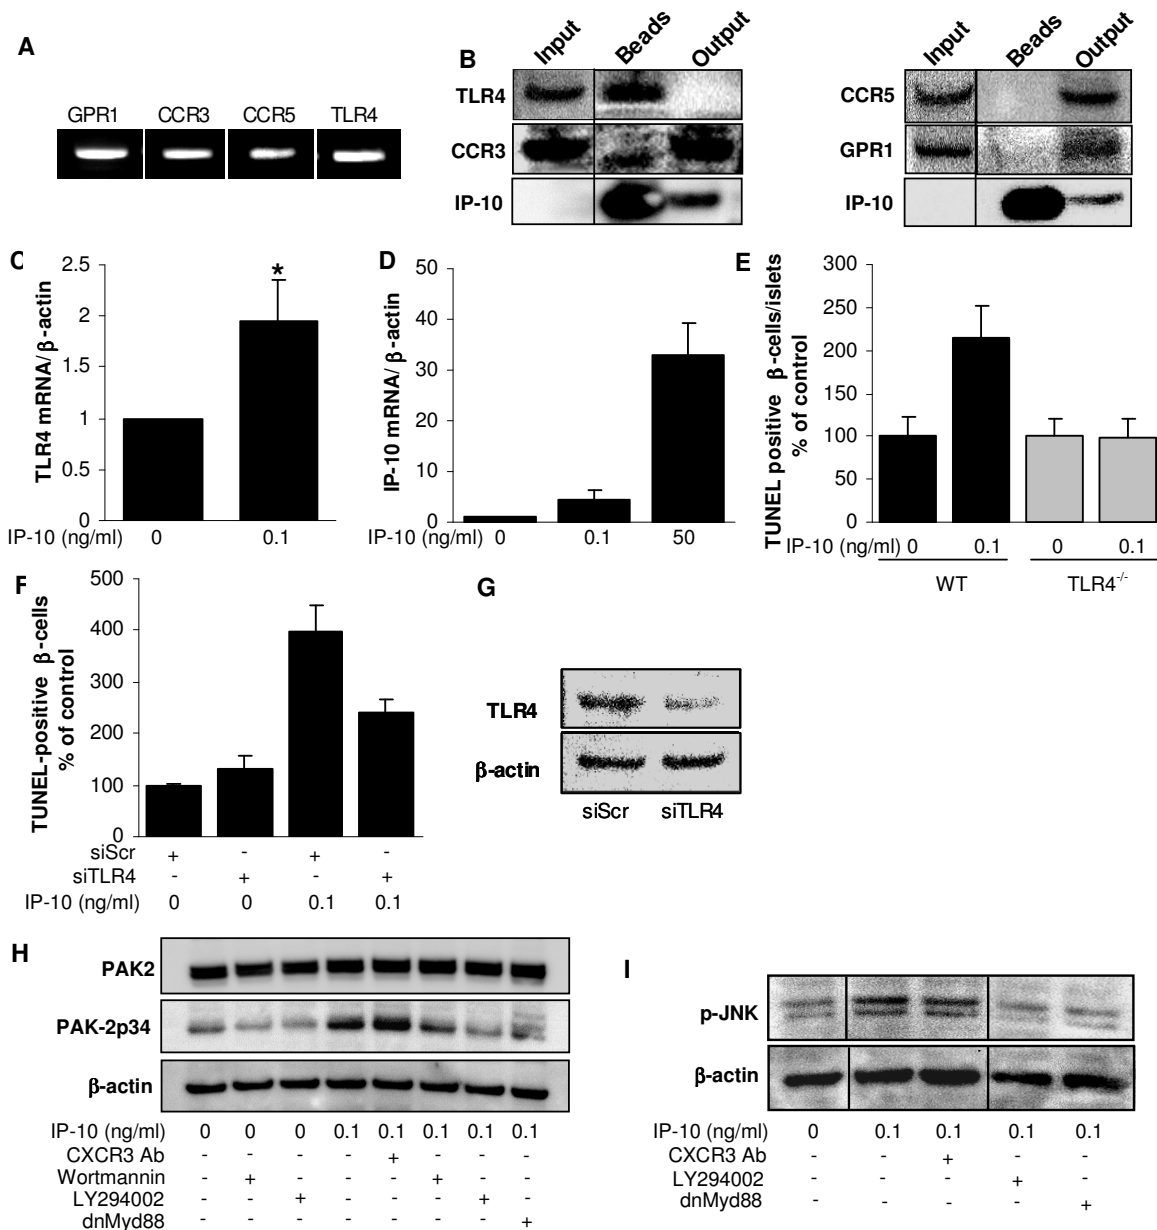 A
GPR1 CCR3 CCR5 TLR4
B
Input Beads Output
TLR4
CCR3
IP-10
Input Beads Output
CCR5
GPR1
IP-10
C
TLR4 mRNA/ β-actin
2.5
2
1.5
1
0.5
0
*
IP-10 (ng/ml) 0 0.1
D
IP-10 mRNA/ β-actin
50
40
30
20
10
0
IP-10 (ng/ml) 0 0.1 50
E
TUNEL positive β-cells/islets
% of control
300
250
200
150
100
50
0
IP-10 (ng/ml) 0 0.1 0 0.1
WT TLR4-/-
F
TUNEL-positive β-cells
% of control
500
400
300
200
100
0
siScr + - + -
siTLR4 - + - +
IP-10 (ng/ml) 0 0 0.1 0.1
G
TLR4
β-actin
siScr siTLR4
H
PAK2
PAK-2p34
β-actin
IP-10 (ng/ml) 0 0 0 0.1 0.1 0.1 0.1 0.1
CXCR3 Ab - - - - + - - -
Wortmannin - + - - - + - -
LY294002 - - + - - - + -
dnMyd88 - - - - - - - +
I
p-JNK
β-actin
IP-10 (ng/ml) 0 0.1 0.1 0.1 0.1
CXCR3 Ab - - + - -
LY294002 - - - + -
dnMyd88 - - - - +